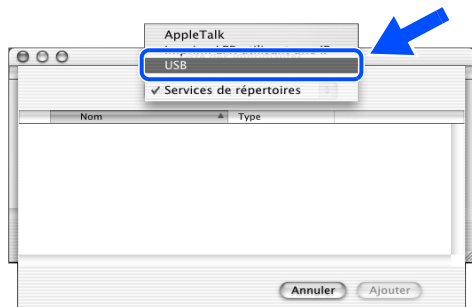 AppleTalk
USB
✓ Services de répertoires
Nom Type
Annuler Ajouter